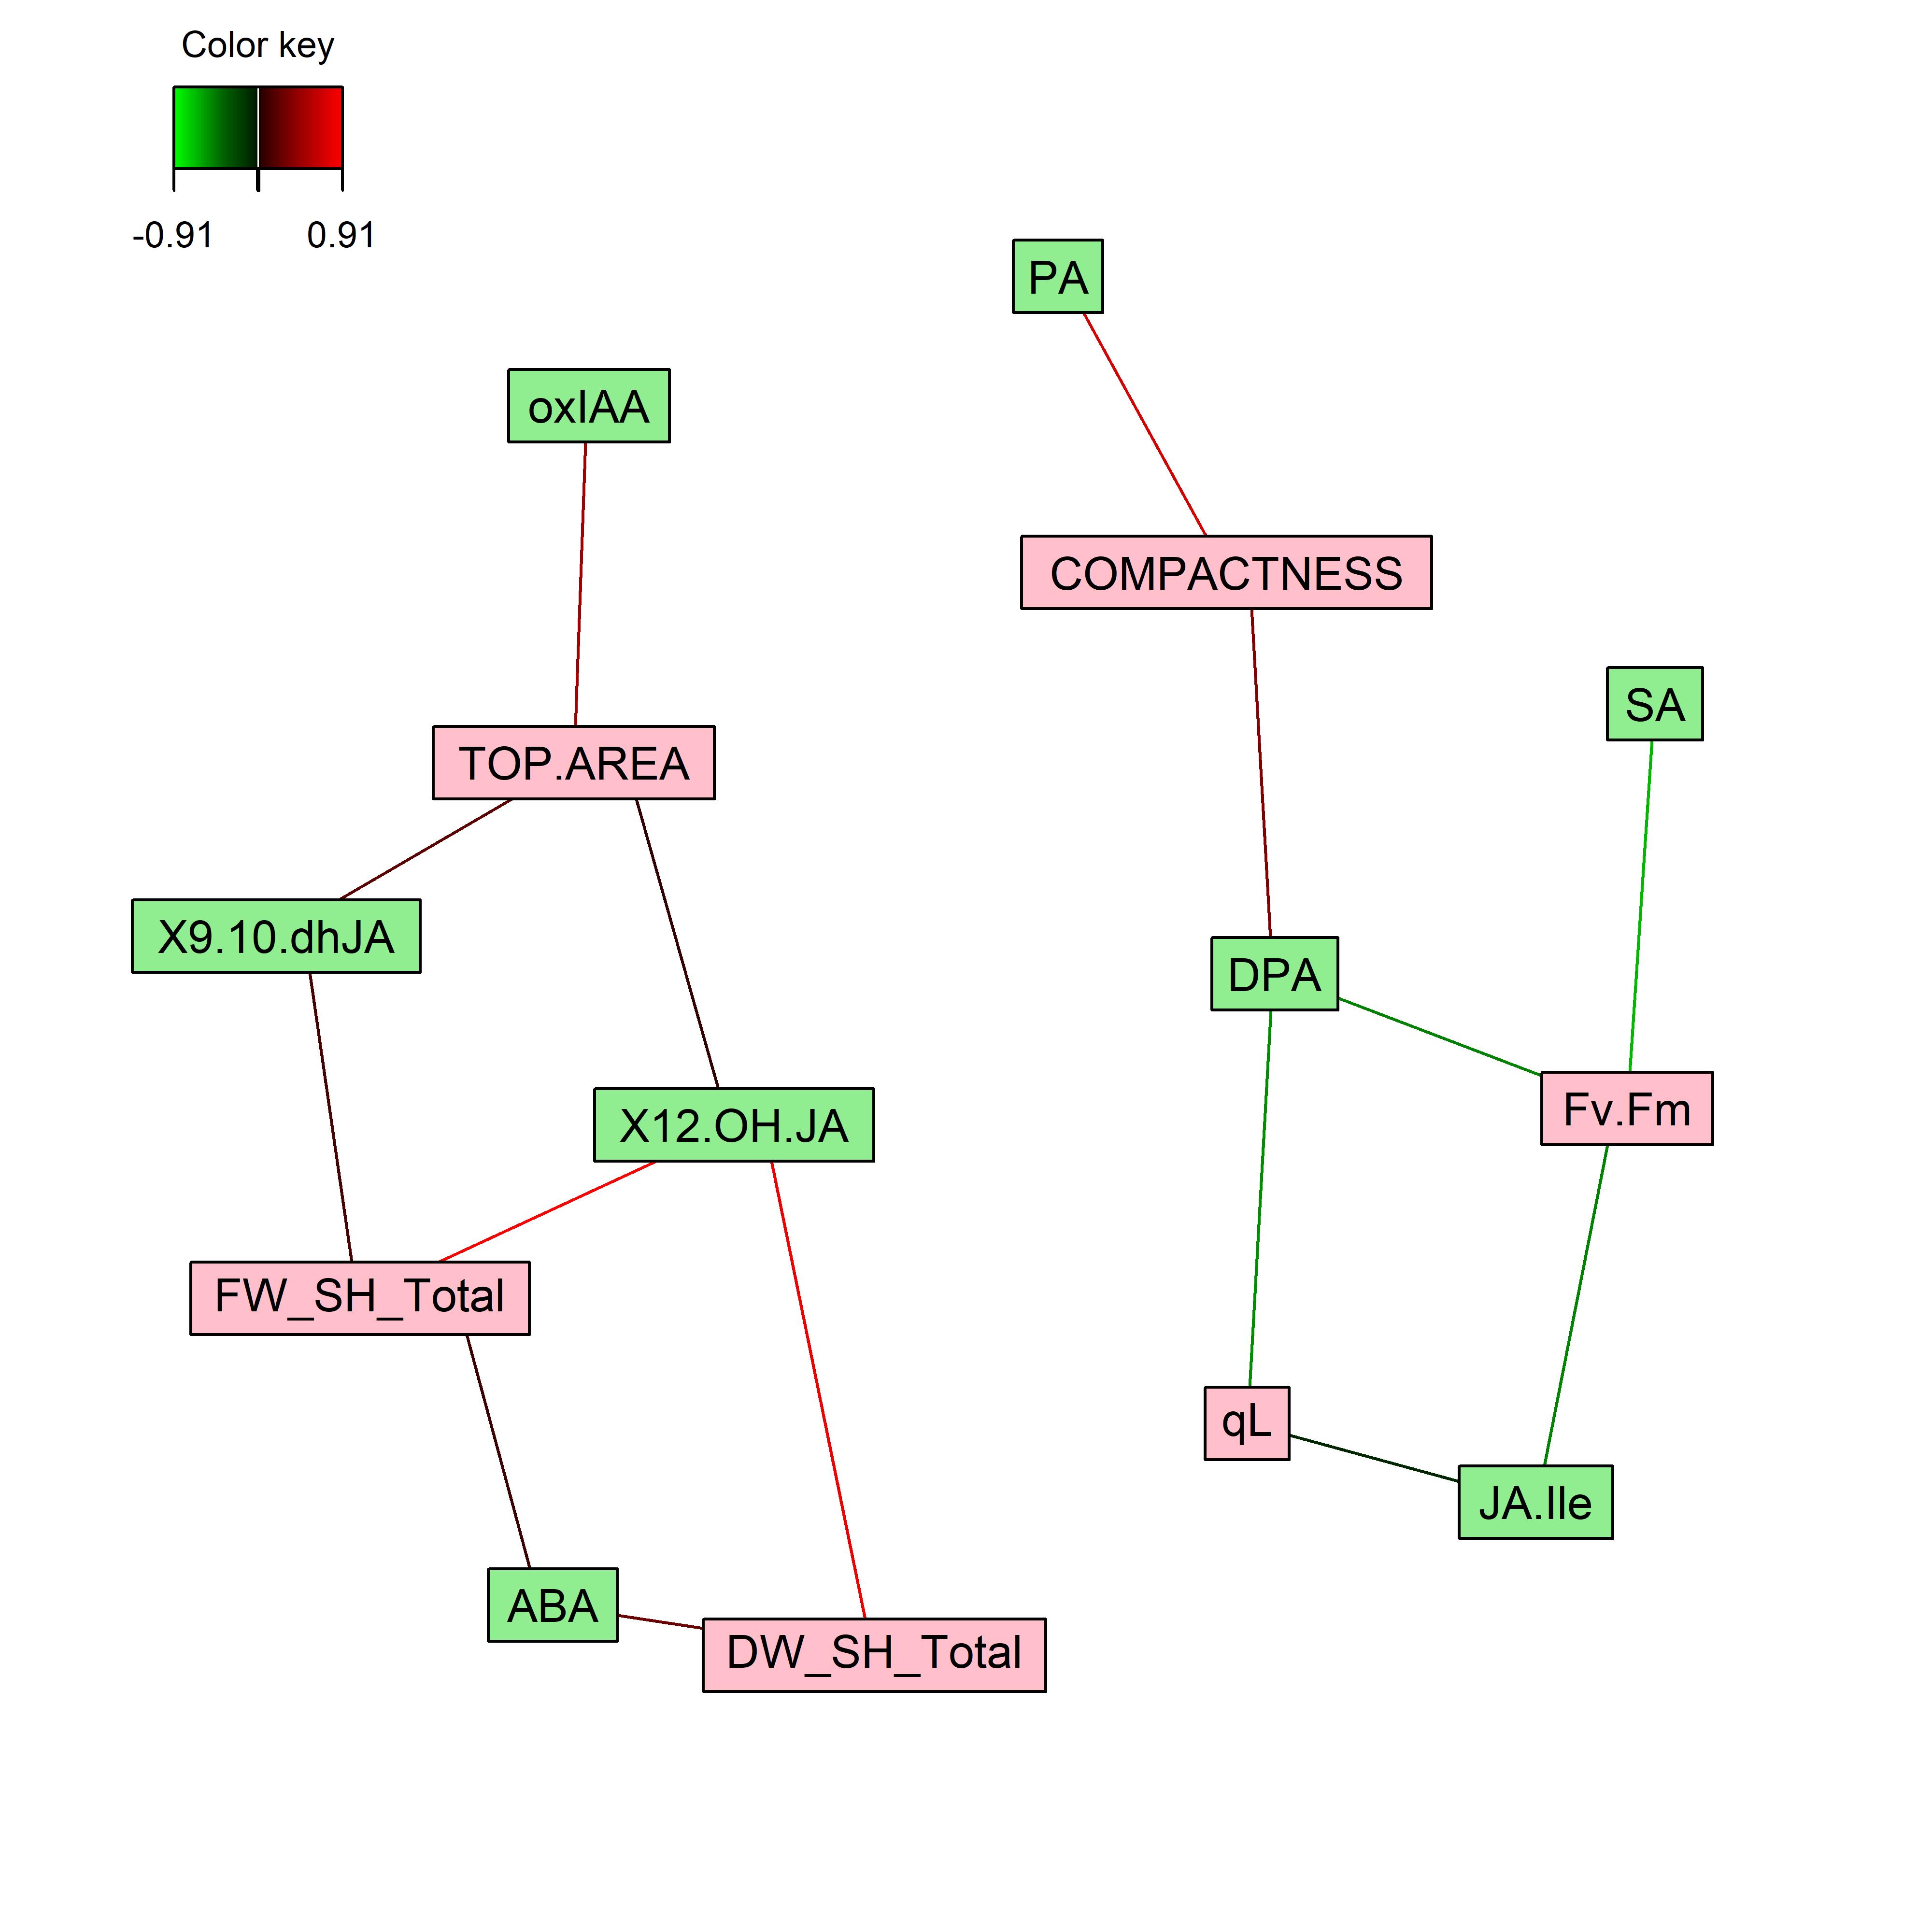 Color key
-0.91 0.91
PA
oxIAA
COMPACTNESS
SA
TOP.AREA
X9.10.dhJA
DPA
Fv.Fm
X12.OH.JA
FW_SH_Total
qL
JA.Ile
ABA
DW_SH_Total